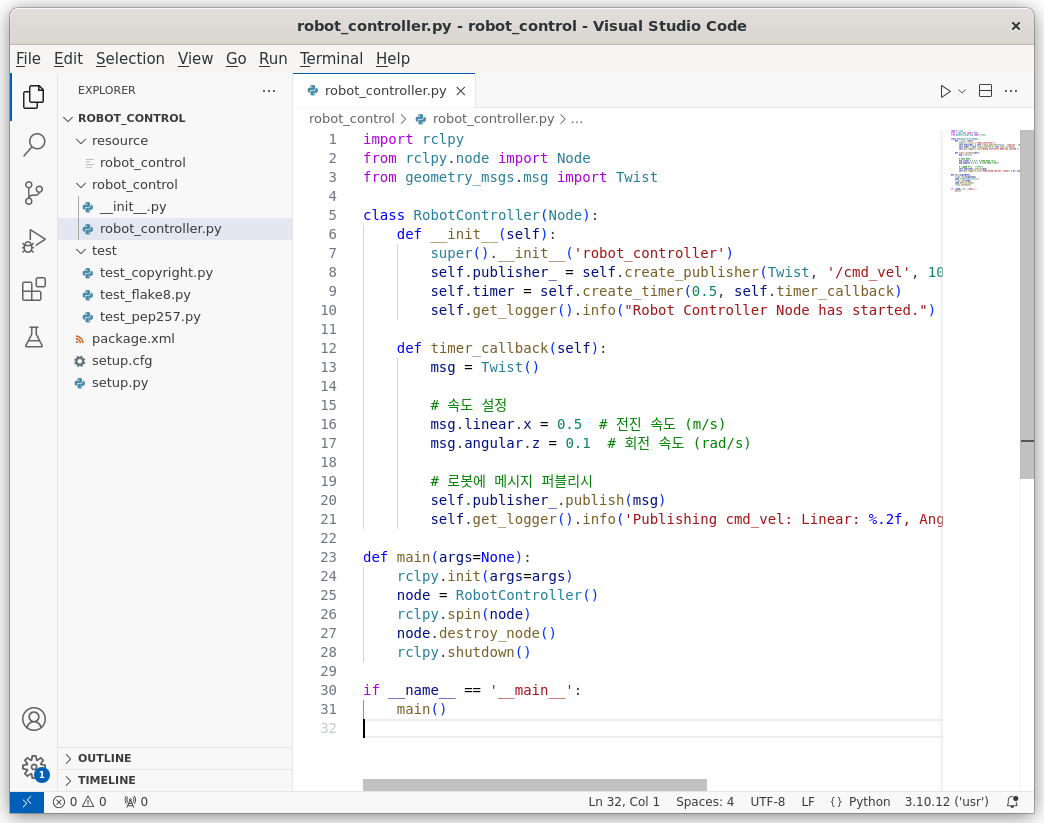 robot_controller.py - robot_control - Visual Studio Code
File Edit Selection View Go Run Terminal Help
EXPLORER
ROBOT_CONTROL
resource
robot_control
robot_control
__init__.py
robot_controller.py
test
test_copyright.py
test_flake8.py
test_pep257.py
package.xml
setup.cfg
setup.py
OUTLINE
TIMELINE
robot_controller.py
robot_control > robot_controller.py > ...
1 import rclpy
2 from rclpy.node import Node
3 from geometry_msgs.msg import Twist
4
5 class RobotController(Node):
6     def __init__(self):
7         super().__init__('robot_controller')
8         self.publisher_ = self.create_publisher(Twist, '/cmd_vel', 10
9         self.timer = self.create_timer(0.5, self.timer_callback)
10         self.get_logger().info("Robot Controller Node has started.")
11
12     def timer_callback(self):
13         msg = Twist()
14
15         # 속도 설정
16         msg.linear.x = 0.5  # 전진 속도 (m/s)
17         msg.angular.z = 0.1  # 회전 속도 (rad/s)
18
19         # 로봇에 메시지 퍼블리시
20         self.publisher_.publish(msg)
21         self.get_logger().info('Publishing cmd_vel: Linear: %.2f, Ang
22
23 def main(args=None):
24     rclpy.init(args=args)
25     node = RobotController()
26     rclpy.spin(node)
27     node.destroy_node()
28     rclpy.shutdown()
29
30 if __name__ == '__main__':
31     main()
32
1
0 0 0 Ln 32, Col 1 Spaces: 4 UTF-8 LF {} Python 3.10.12 ('usr')